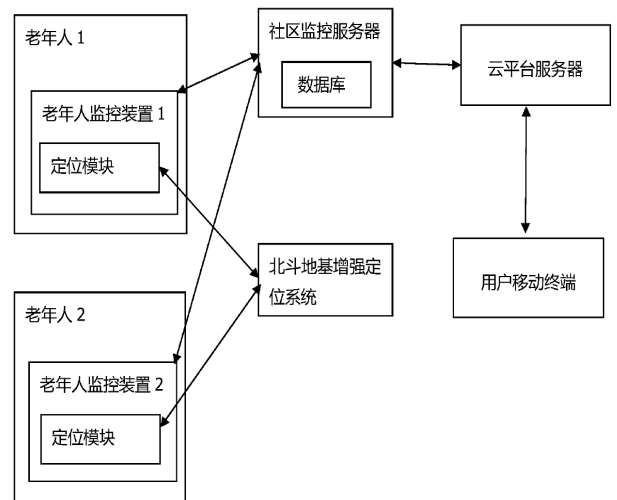 老年人 1
老年人监控装置 1
定位模块
社区监控服务器
数据库
云平台服务器
北斗地基增强定
位系统
用户移动终端
老年人 2
老年人监控装置 2
定位模块